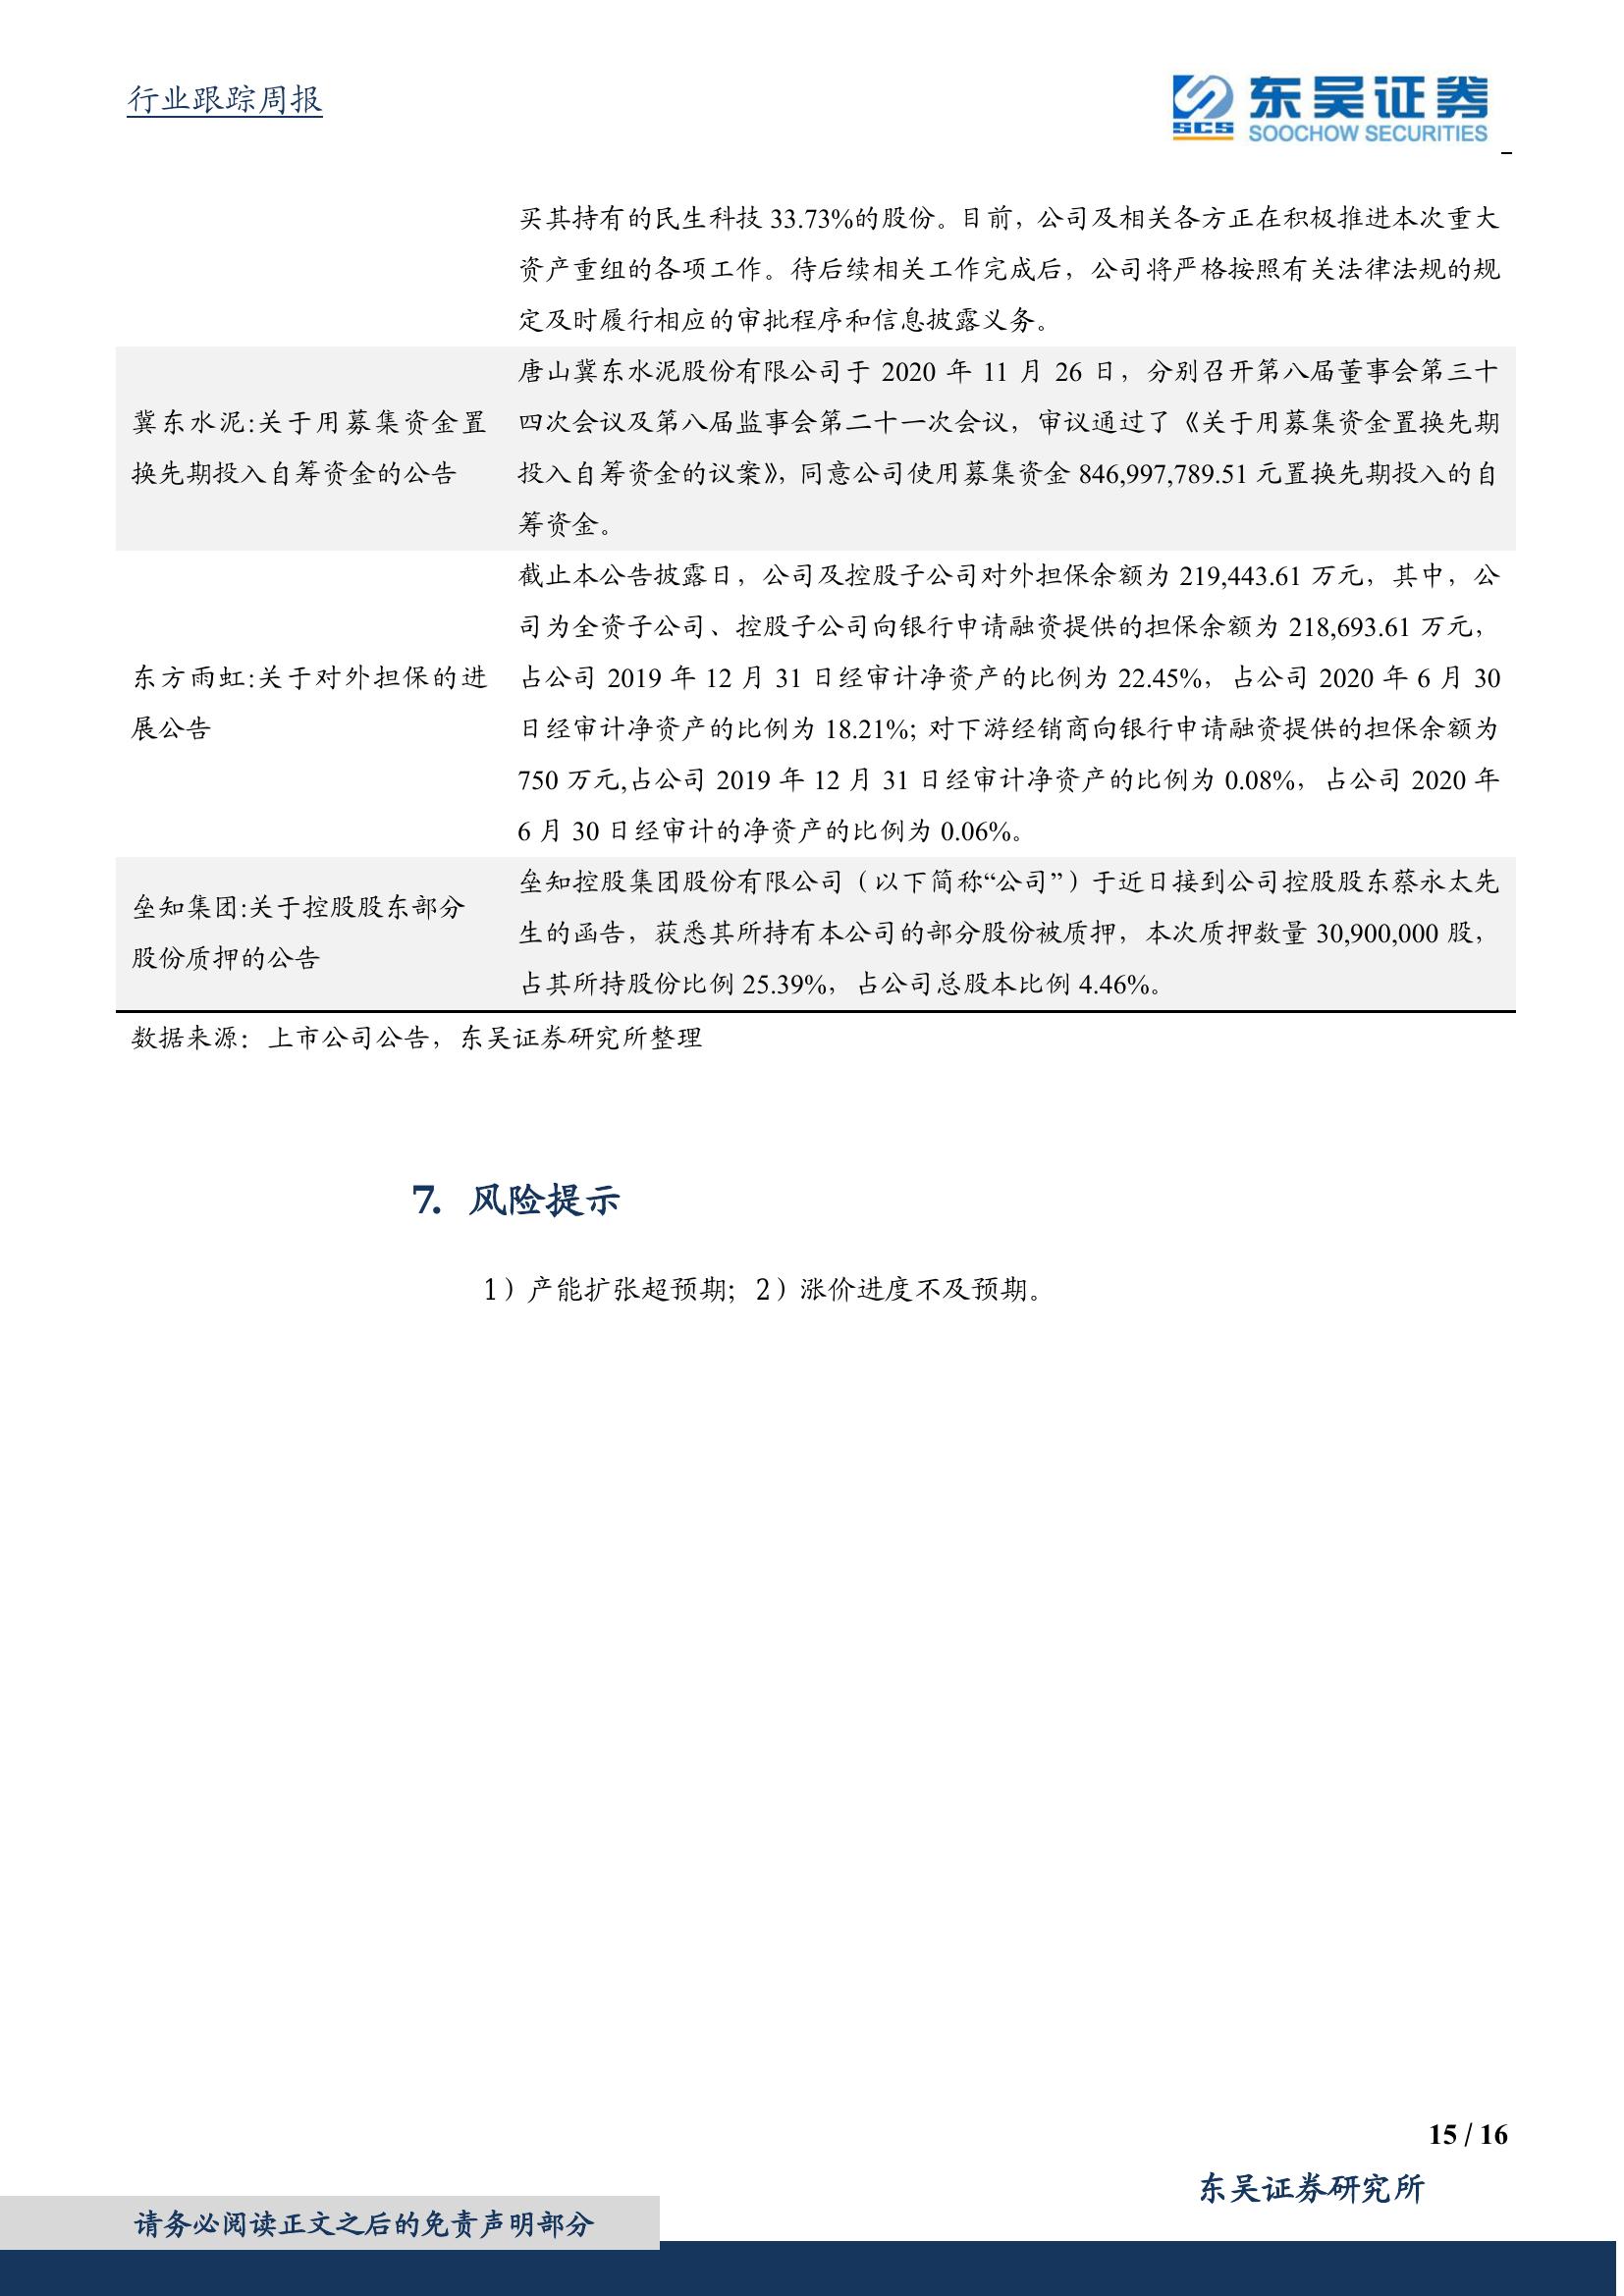 行业跟踪周报
SCS
东吴证券
SOOCHOW SECURITIES
买其持有的民生科技 33.73%的股份。目前，公司及相关各方正在积极推进本次重大
资产重组的各项工作。待后续相关工作完成后，公司将严格按照有关法律法规的规
定及时履行相应的审批程序和信息披露义务。
冀东水泥:关于用募集资金置
换先期投入自筹资金的公告
唐山冀东水泥股份有限公司于 2020 年 11 月 26 日，分别召开第八届董事会第三十
四次会议及第八届监事会第二十一次会议，审议通过了《关于用募集资金置换先期
投入自筹资金的议案》，同意公司使用募集资金 846,997,789.51 元置换先期投入的自
筹资金。
东方雨虹:关于对外担保的进
展公告
截止本公告披露日，公司及控股子公司对外担保余额为 219,443.61 万元，其中，公
司为全资子公司、控股子公司向银行申请融资提供的担保余额为 218,693.61 万元，
占公司 2019 年 12 月 31 日经审计净资产的比例为 22.45%，占公司 2020 年 6 月 30
日经审计净资产的比例为 18.21%；对下游经销商向银行申请融资提供的担保余额为
750 万元,占公司 2019 年 12 月 31 日经审计净资产的比例为 0.08%，占公司 2020 年
6 月 30 日经审计的净资产的比例为 0.06%。
垒知集团:关于控股股东部分
股份质押的公告
垒知控股集团股份有限公司（以下简称“公司”）于近日接到公司控股股东蔡永太先
生的函告，获悉其所持有本公司的部分股份被质押，本次质押数量 30,900,000 股，
占其所持股份比例 25.39%，占公司总股本比例 4.46%。
数据来源：上市公司公告，东吴证券研究所整理
7. 风险提示
1）产能扩张超预期；2）涨价进度不及预期。
15 / 16
东吴证券研究所
请务必阅读正文之后的免责声明部分